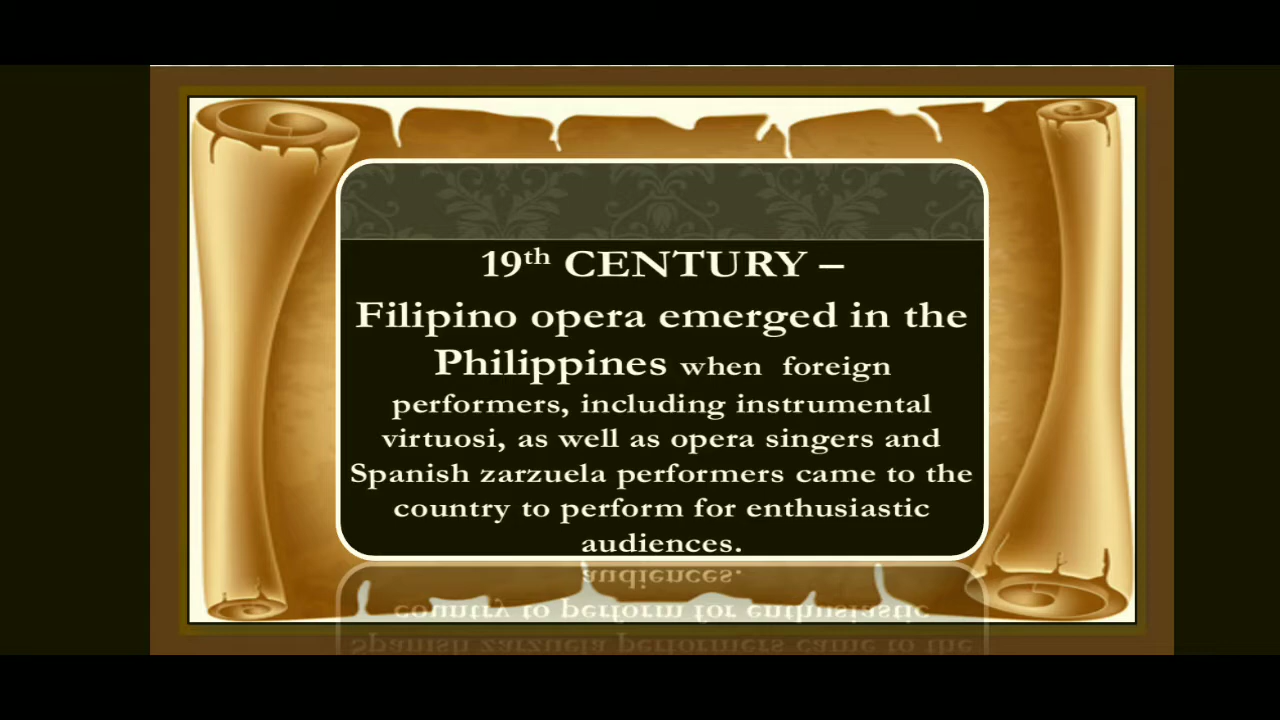 19th CENTURY –
Filipino opera emerged in the
Philippines when foreign
performers, including instrumental
virtuosi, as well as opera singers and
Spanish zarzuela performers came to the
country to perform for enthusiastic
audiences.